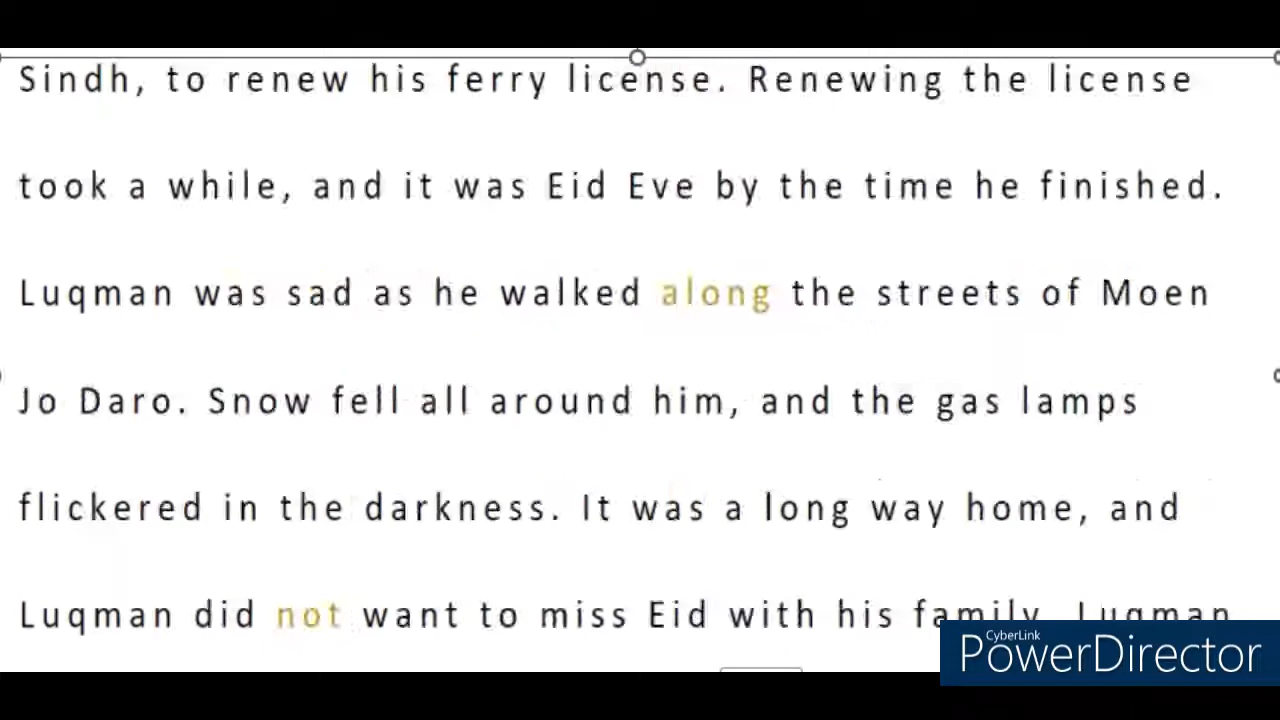 Sindh, to renew his ferry license. Renewing the license
took a while, and it was Eid Eve by the time he finished.
Luqman was sad as he walked along the streets of Moen
Jo Daro. Snow fell all around him, and the gas lamps
flickered in the darkness. It was a long way home, and
Luqman did not want to miss Eid with his family. Luqman
CyberLink
PowerDirector